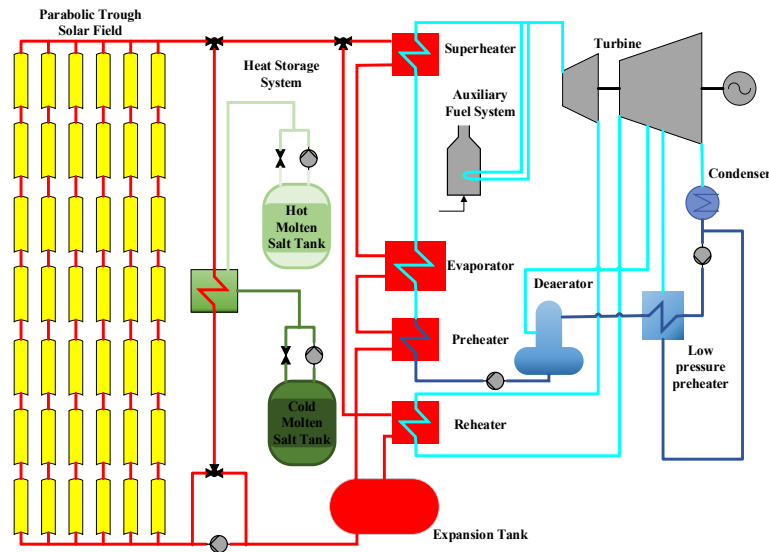 Parabolic Trough
Solar Field
Heat Storage
System
Superheater
Turbine
Auxiliary
Fuel System
Condenser
Hot
Molten
Salt Tank
Evaporator
Deaerator
Preheater
Low
pressure
preheater
Cold
Molten
Salt Tank
Reheater
Expansion Tank